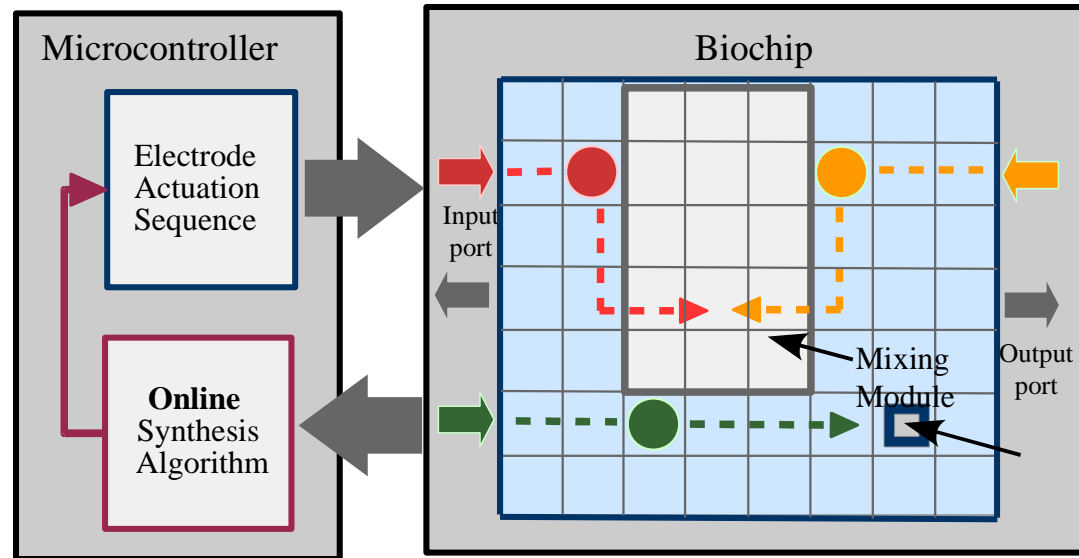 Microcontroller
Electrode
Actuation
Sequence
Online
Synthesis
Algorithm
Biochip
Input
port
Mixing
Module
Output
port